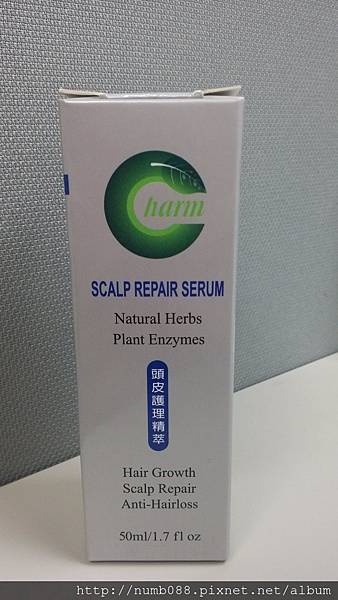 Charm
SCALP REPAIR SERUM
Natural Herbs
Plant Enzymes
頭皮護理精萃
Hair Growth
Scalp Repair
Anti-Hairloss
50ml/1.7 fl oz
http://numb088.pixnet.net/album